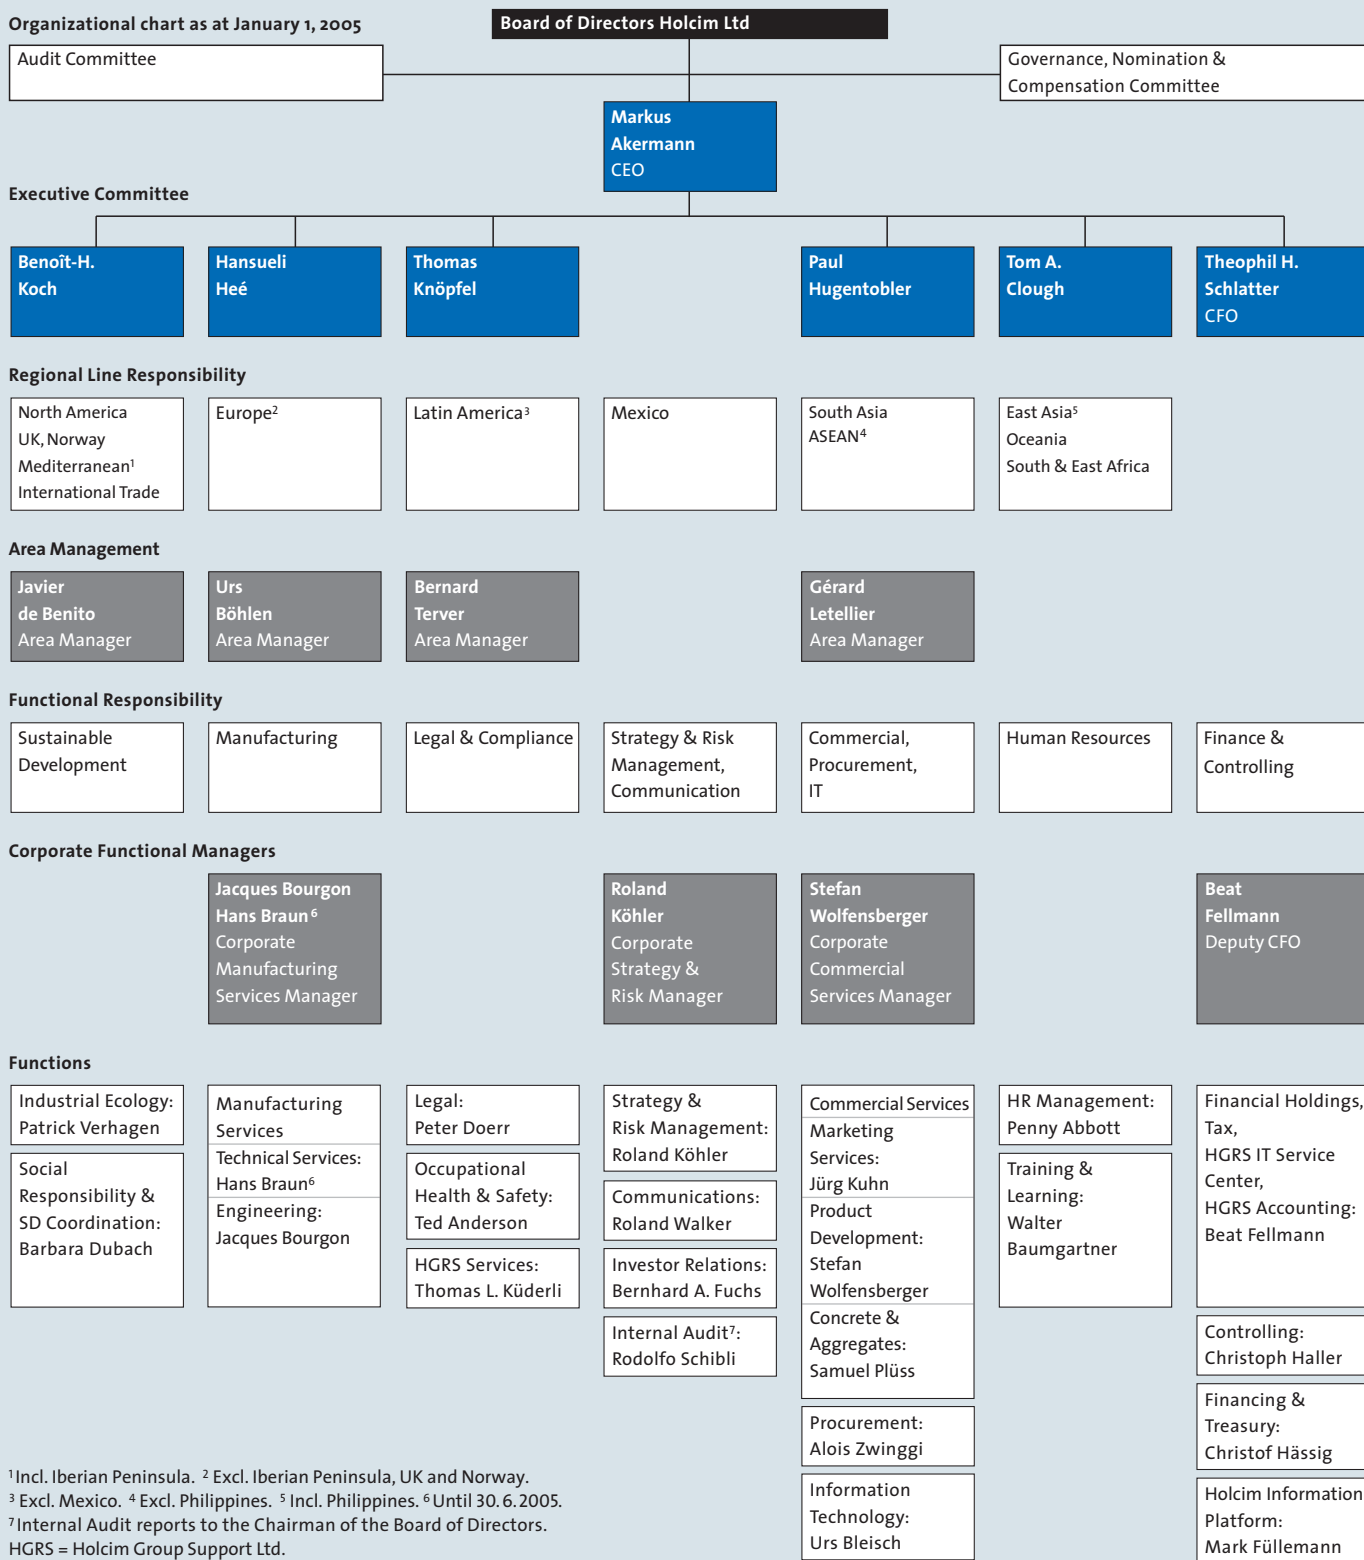 Organizational chart as at January 1, 2005
Board of Directors Holcim Ltd
Audit Committee
Governance, Nomination &
Compensation Committee
Markus
Akermann
CEO
Executive Committee
Benoît-H.
Koch
Hansueli
Heé
Thomas
Knöpfel
Paul
Hugentobler
Tom A.
Clough
Theophil H.
Schlatter
CFO
Regional Line Responsibility
North America
UK, Norway
Mediterranean¹
International Trade
Europe²
Latin America³
Mexico
South Asia
ASEAN⁴
East Asia⁵
Oceania
South & East Africa
Area Management
Javier
de Benito
Area Manager
Urs
Böhlen
Area Manager
Bernard
Terver
Area Manager
Gérard
Letellier
Area Manager
Functional Responsibility
Sustainable
Development
Manufacturing
Legal & Compliance
Strategy & Risk
Management,
Communication
Commercial,
Procurement,
IT
Human Resources
Finance &
Controlling
Corporate Functional Managers
Jacques Bourgon
Hans Braun⁶
Corporate
Manufacturing
Services Manager
Roland
Köhler
Corporate
Strategy &
Risk Manager
Stefan
Wolfensberger
Corporate
Commercial
Services Manager
Beat
Fellmann
Deputy CFO
Functions
Industrial Ecology:
Patrick Verhagen
Social
Responsibility &
SD Coordination:
Barbara Dubach
Manufacturing
Services
Technical Services:
Hans Braun⁶
Engineering:
Jacques Bourgon
Legal:
Peter Doerr
Occupational
Health & Safety:
Ted Anderson
HGRS Services:
Thomas L. Küderli
Strategy &
Risk Management:
Roland Köhler
Communications:
Roland Walker
Investor Relations:
Bernhard A. Fuchs
Internal Audit⁷:
Rodolfo Schibli
Commercial Services
Marketing
Services:
Jürg Kuhn
Product
Development:
Stefan
Wolfensberger
Concrete &
Aggregates:
Samuel Plüss
Procurement:
Alois Zwinggi
Information
Technology:
Urs Bleisch
HR Management:
Penny Abbott
Training &
Learning:
Walter
Baumgartner
Financial Holdings,
Tax,
HGRS IT Service
Center,
HGRS Accounting:
Beat Fellmann
Controlling:
Christoph Haller
Financing &
Treasury:
Christof Hässig
Holcim Information
Platform:
Mark Füllemann
¹ Incl. Iberian Peninsula. ² Excl. Iberian Peninsula, UK and Norway.
³ Excl. Mexico. ⁴ Excl. Philippines. ⁵ Incl. Philippines. ⁶ Until 30.6.2005.
⁷ Internal Audit reports to the Chairman of the Board of Directors.
HGRS = Holcim Group Support Ltd.